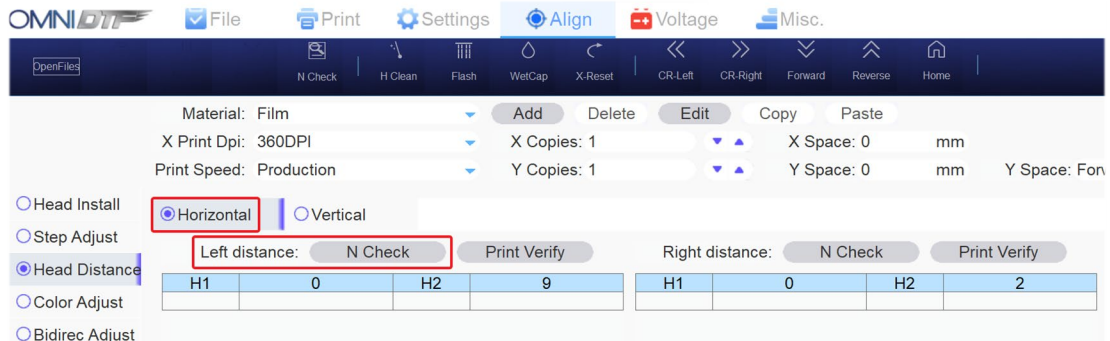 OMNI DTF File Print Settings Align Voltage Misc.
OpenFiles N Check H Clean Flash WetCap X-Reset CR-Left CR-Right Forward Reverse Home
Material: Film Add Delete Edit Copy Paste
X Print Dpi: 360DPI X Copies: 1 X Space: 0 mm
Print Speed: Production Y Copies: 1 Y Space: 0 mm Y Space: Forv
Head Install
Horizontal Vertical
Step Adjust
Left distance: N Check Print Verify Right distance: N Check Print Verify
Head Distance
H1 0 H2 9 H1 0 H2 2
Color Adjust
Bidirec Adjust